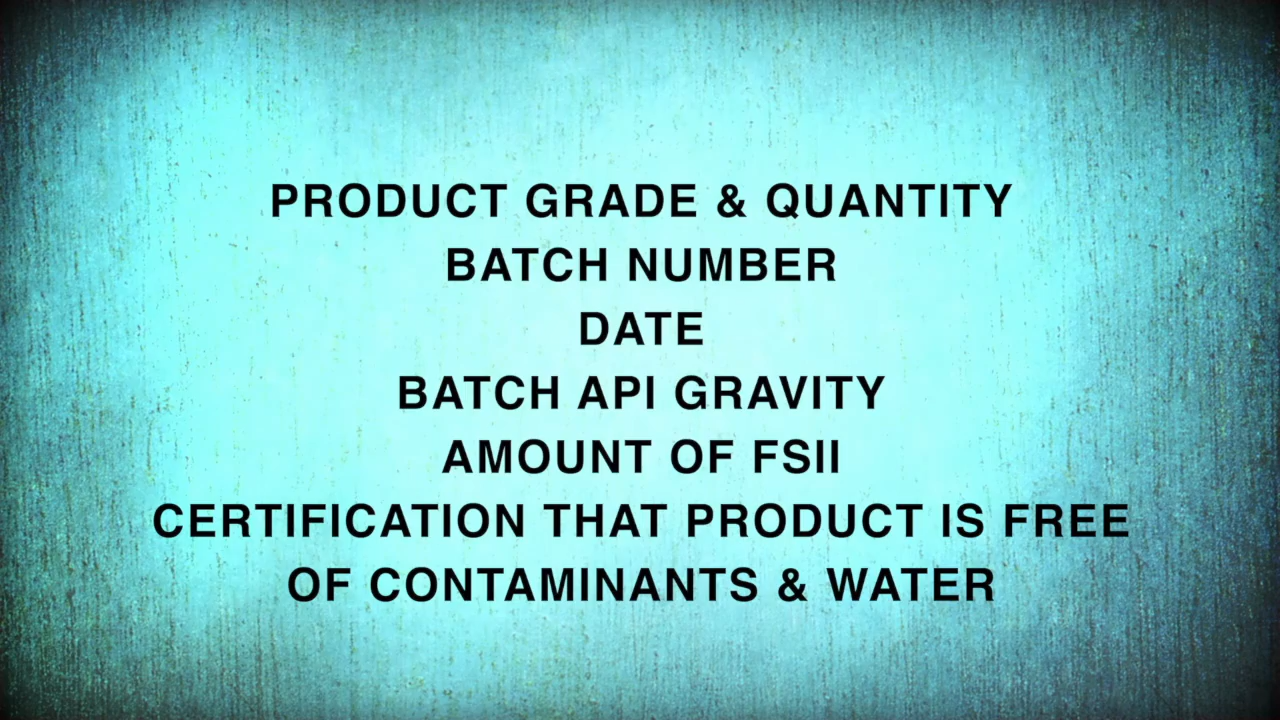 PRODUCT GRADE & QUANTITY
BATCH NUMBER
DATE
BATCH API GRAVITY
AMOUNT OF FSII
CERTIFICATION THAT PRODUCT IS FREE
OF CONTAMINANTS & WATER